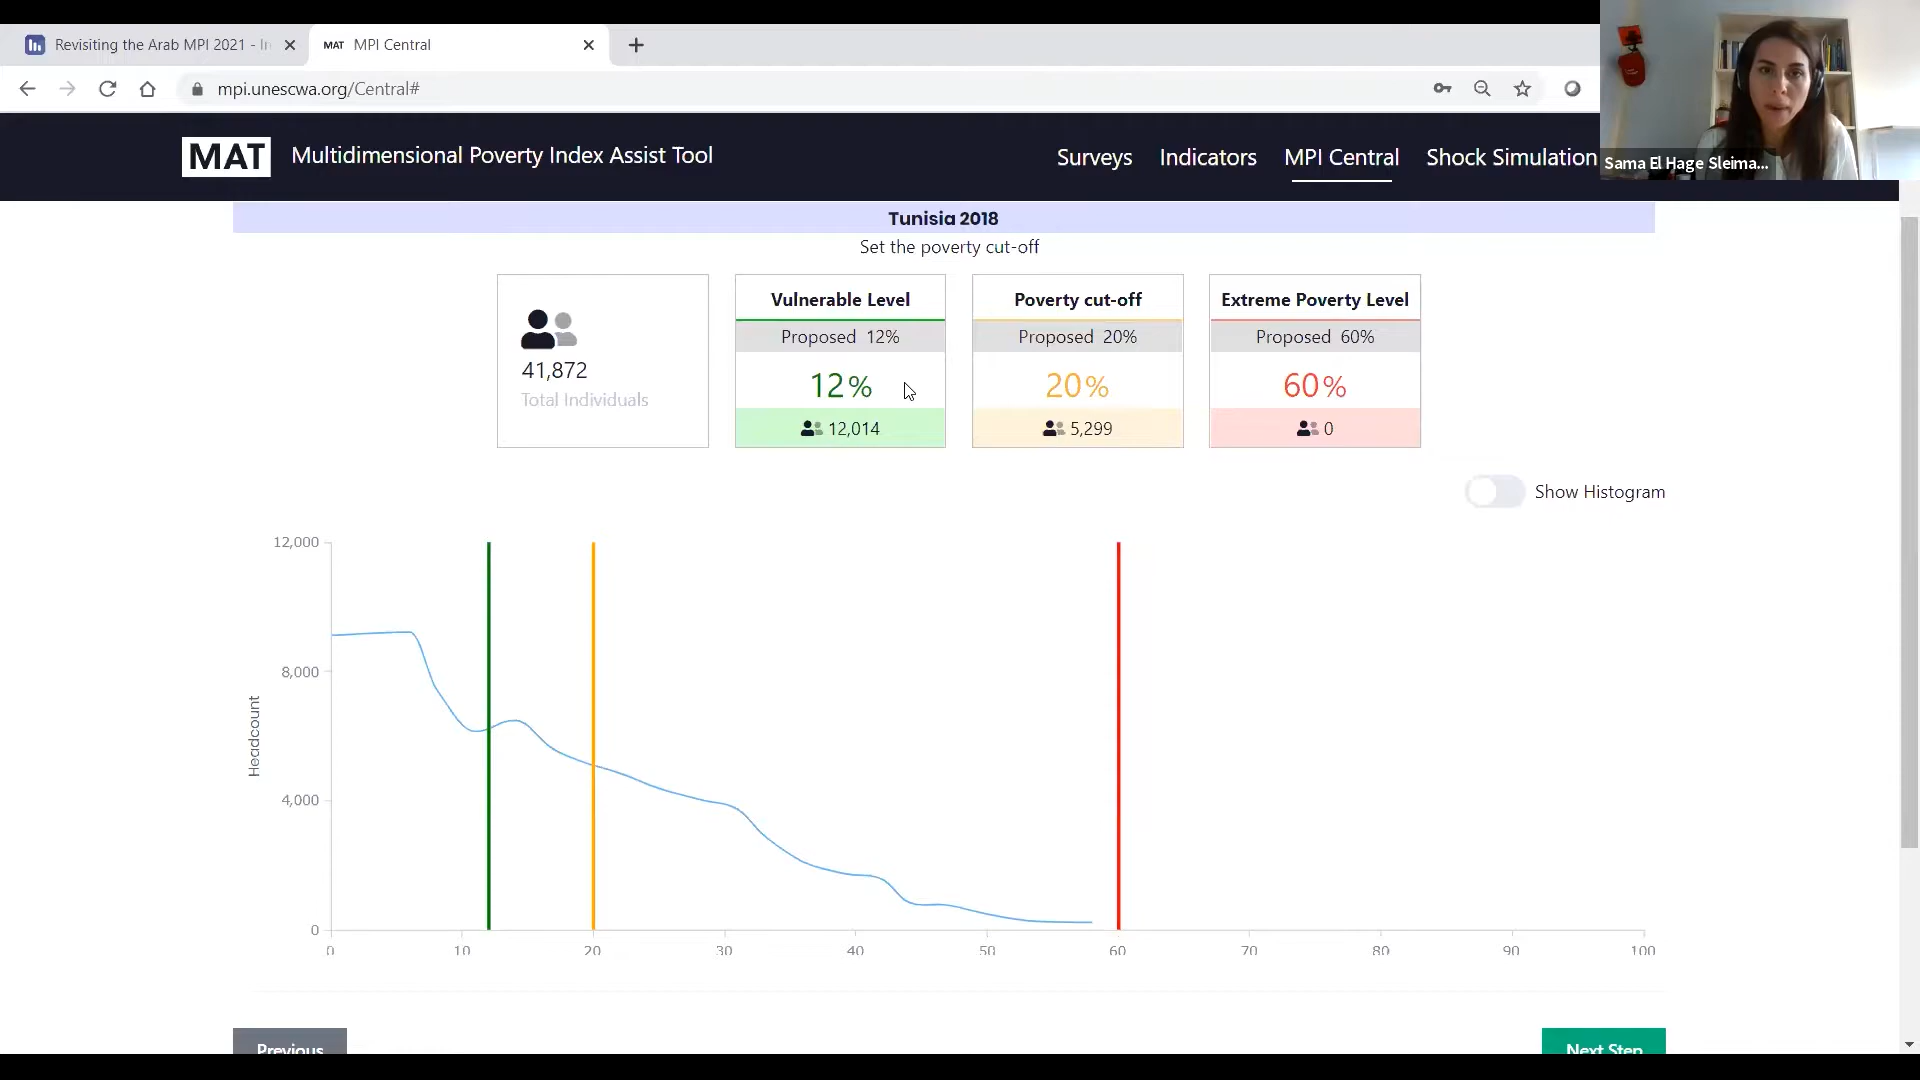 Revisiting the Arab MPI 2021 - In
MAT MPI Central
mpi.unescwa.org/Central#
MAT
Multidimensional Poverty Index Assist Tool
Surveys
Indicators
MPI Central
Shock Simulation
Sama El Hage Sleima...
Tunisia 2018
Set the poverty cut-off
41,872
Total Individuals
Vulnerable Level
Proposed 12%
12%
12,014
Poverty cut-off
Proposed 20%
20%
5,299
Extreme Poverty Level
Proposed 60%
60%
0
Show Histogram
12,000
8,000
4,000
0
Headcount
0 10 20 30 40 50 60 70 80 90 100
Previous
Next Step